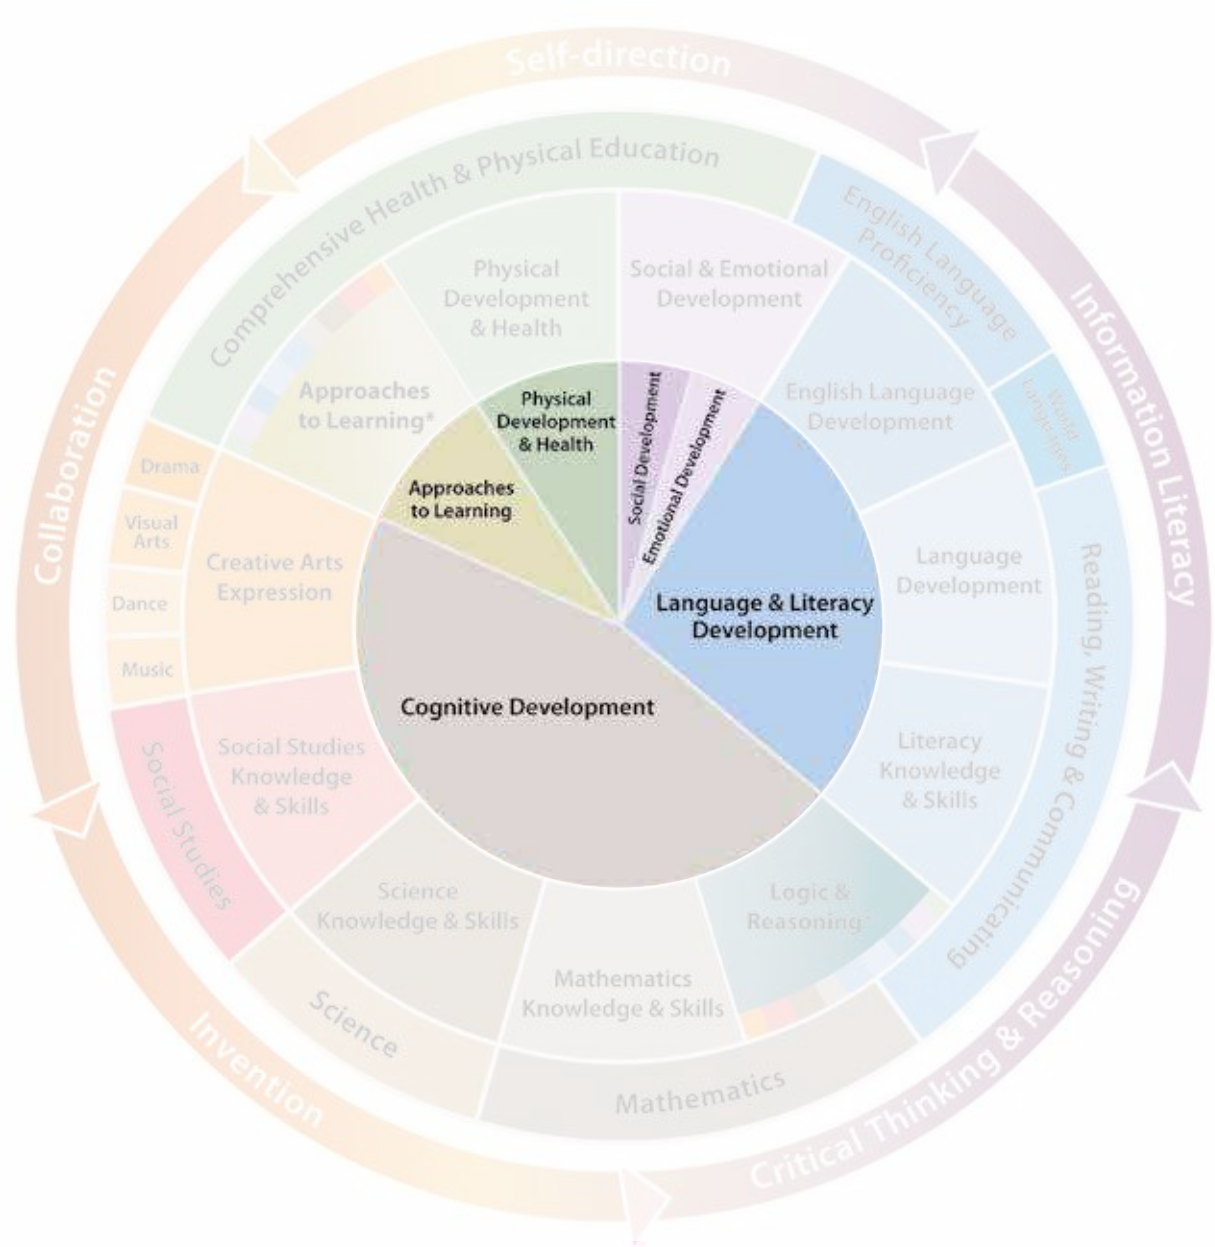 Self-direction
Information Literacy
Critical Thinking & Reasoning
Invention
Collaboration
Comprehensive Health & Physical Education
English Language
Proficiency
World
Languages
Reading, Writing & Communicating
Mathematics
Science
Social Studies
Music
Dance
Visual
Arts
Drama
Physical
Development
& Health
Social & Emotional
Development
English Language
Development
Language
Development
Literacy
Knowledge
& Skills
Logic &
Reasoning
Mathematics
Knowledge & Skills
Science
Knowledge & Skills
Social Studies
Knowledge
& Skills
Creative Arts
Expression
Approaches
to Learning*
Physical
Development
& Health
Social Development
Emotional Development
Language & Literacy
Development
Cognitive Development
Approaches
to Learning